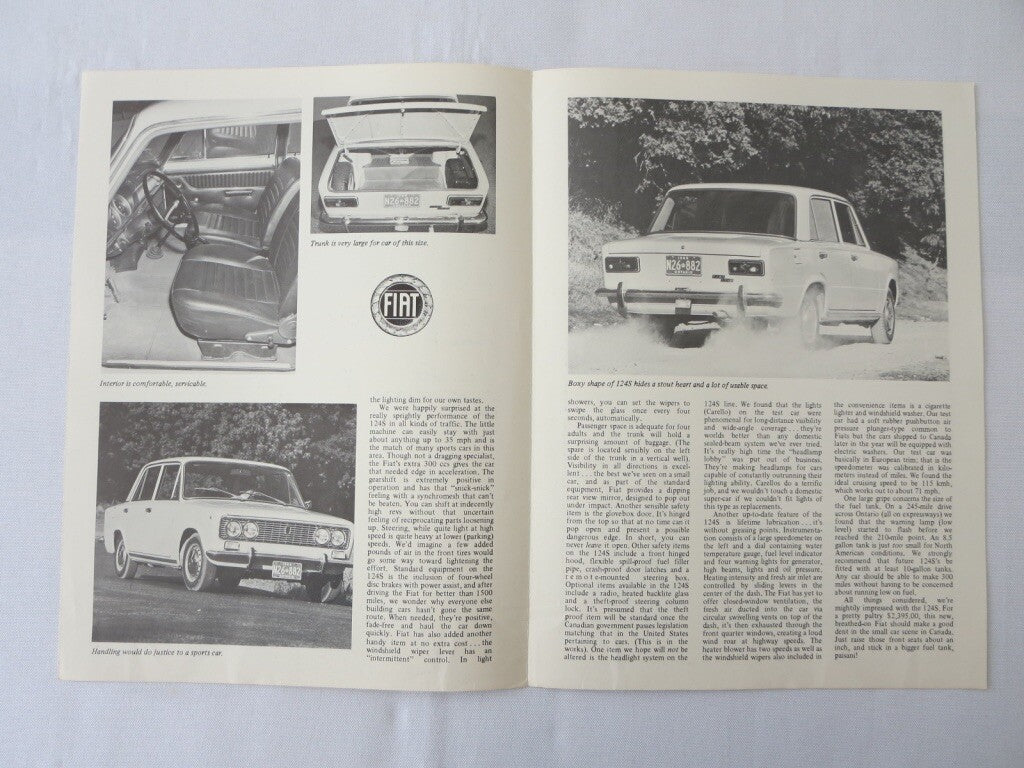 N26•882
Trunk is very large for car of this size.
FIAT
Interior is comfortable, servicable.
N26•882
Handling would do justice to a sports car.
the lighting dim for our own tastes.
We were happily surprised at the
really sprightly performance of the
124S in all kinds of traffic. The little
machine can easily stay with just
about anything up to 35 mph and is
the match of many sports cars in this
area. Though not a dragging specialist,
the Fiat's extra 300 ccs gives the car
that needed edge in acceleration. The
gearshift is extremely positive in
operation and has that "snick-snick"
feeling with a synchromesh that can't
be beaten. You can shift at indecently
high revs without that uncertain
feeling of reciprocating parts loosening
up. Steering, while quite light at high
speed is quite heavy at lower (parking)
speeds. We'd imagine a few added
pounds of air in the front tires would
go some way toward lightening the
effort. Standard equipment on the
124S is the inclusion of four-wheel
disc brakes with power assist, and after
driving the Fiat for better than 1500
miles, we wonder why everyone else
building cars hasn't gone the same
route. When needed, they're positive,
fade-free and haul the car down
quickly. Fiat has also added another
handy item at no extra cost . . . the
windshield wiper lever has an
"intermittent" control. In light
N26•882
ONTARIO
Boxy shape of 124S hides a stout heart and a lot of usable space.
showers, you can set the wipers to
swipe the glass once every four
seconds, automatically.
Passenger space is adequate for four
adults and the trunk will hold a
surprising amount of baggage. (The
spare is located sensibly on the left
side of the trunk in a vertical well).
Visibility in all directions is excel-
lent . . . the best we've seen on a small
car, and as part of the standard
equipment, Fiat provides a dipping
rear view mirror, designed to pop out
under impact. Another sensible safety
item is the glovebox door. It's hinged
from the top so that at no time can it
pop open and present a possible
dangerous edge. In short, you can
never leave it open. Other safety items
on the 124S include a front hinged
hood, flexible spill-proof fuel filler
pipe, crash-proof door latches and a
remote-mounted steering box.
Optional items available in the 124S
include a radio, heated backlite glass
and a theft-proof steering column
lock. It's presumed that the theft
proof item will be standard once the
Canadian government passes legislation
matching that in the United States
pertaining to cars. (This is in the
works). One item we hope will not be
altered is the headlight system on the
124S line. We found that the lights
(Carello) on the test car were
phenomenal for long-distance visibility
and wide-angle coverage . . they're
worlds better than any domestic
sealed-beam system we've ever tried.
It's really high time the "headlamp
lobby" was put out of business.
They're making headlamps for cars
capable of constantly outrunning their
lighting ability. Carellos do a terrific
job, and we wouldn't touch a domestic
super-car if we couldn't fit lights of
this type as replacements.
Another up-to-date feature of the
124S is lifetime lubrication . . . it's
without greasing points. Instrumenta-
tion consists of a large speedometer on
the left and a dial containing water
temperature gauge, fuel level indicator
and four warning lights for generator,
high beams, lights and oil pressure.
Heating intensity and fresh air inlet are
controlled by sliding levers in the
center of the dash. The Fiat has yet to
offer closed-window ventilation, the
fresh air ducted into the car via
circular swivelling vents on top of the
dash, it's then exhausted through the
front quarter windows, creating a loud
wind roar at highway speeds. The
heater blower has two speeds as well as
the windshield wipers also included in
the convenience items is a cigarette
lighter and windshield washer. Our test
car had a soft rubber pushbutton air
pressure plunger-type common to
Fiats but the cars shipped to Canada
later in the year will be equipped with
electric washers. Our test car was
basically in European trim; that is the
speedometer was calibrated in kilo-
meters instead of miles. We found the
ideal cruising speed to be 115 kmh,
which works out to about 71 mph.
One large gripe concerns the size of
the fuel tank. On a 245-mile drive
across Ontario (all on expressways) we
found that the warning lamp (low
level) started to flash before we
reached the 210-mile mark. An 8.5
gallon tank is just too small for North
American conditions. We strongly
recommend that future 124S's be
fitted with at least 10-gallon tanks.
Any car should be able to make 300
miles without having to be concerned
about running low on fuel.
All things considered, we're
mightily impressed with the 124S. For
a pretty paltry $2,395.00, this new,
breathed-on Fiat should make a good
dent in the small car scene in Canada.
Just raise those front seats about an
inch, and stick in a bigger fuel tank,
paisani!